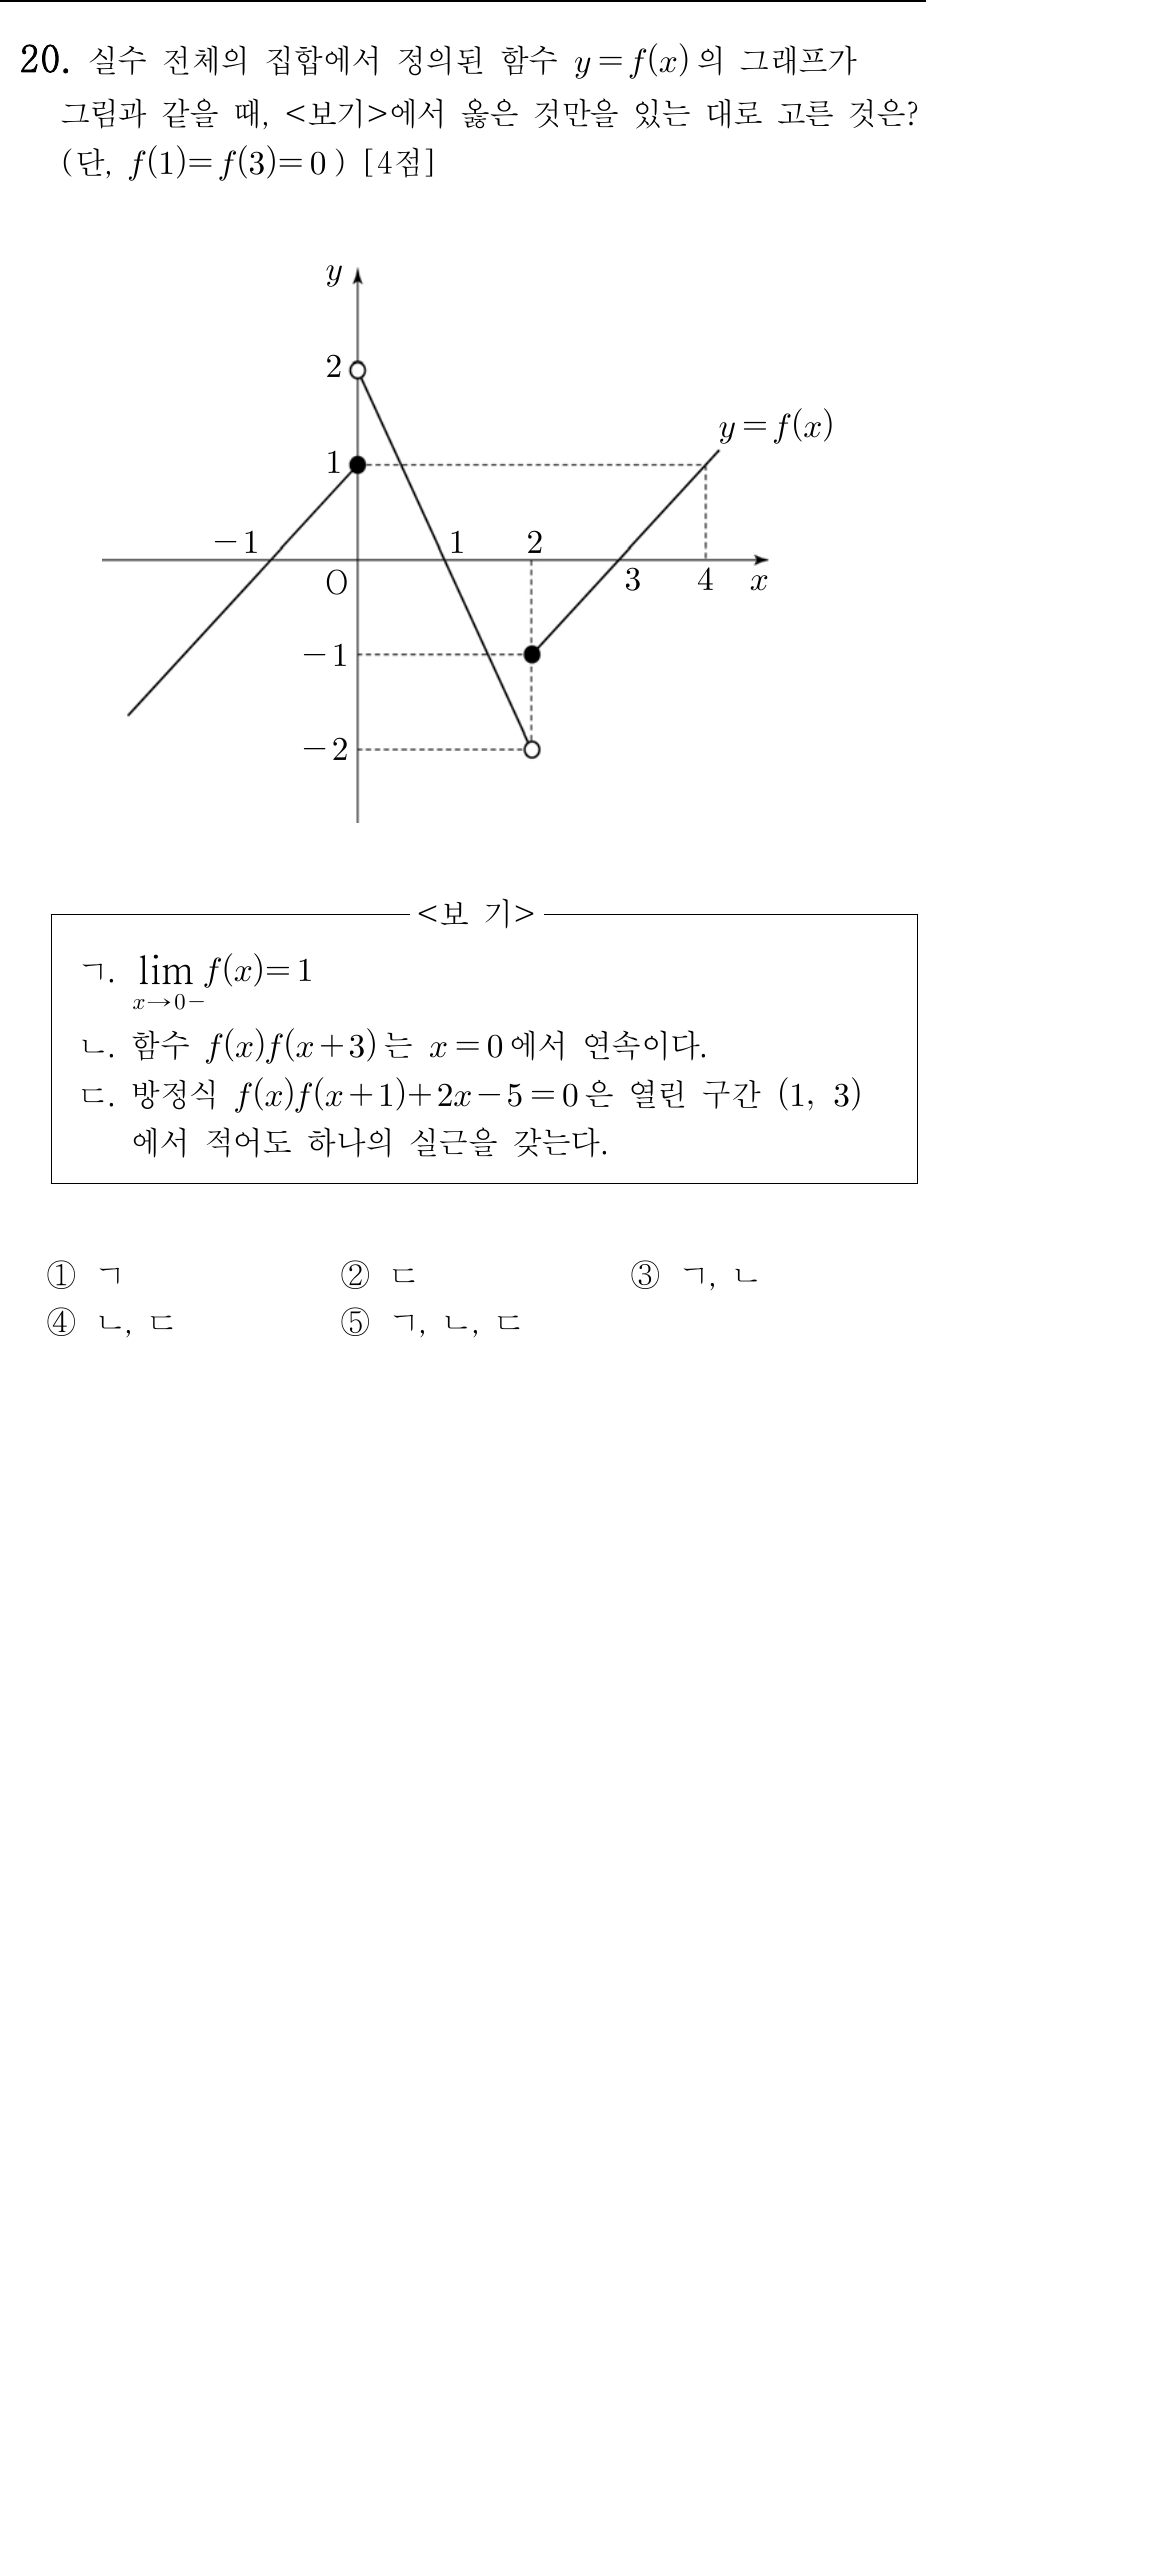 20. 실수 전체의 집합에서 정의된 함수 y=f(x)의 그래프가
그림과 같을 때, <보기>에서 옳은 것만을 있는 대로 고른 것은?
(단, f(1)=f(3)=0) [4점]
y
2
y=f(x)
1
-1
1
2
O
3
4
x
-1
-2
<보 기>
ㄱ. lim f(x)=1
x→0-
ㄴ. 함수 f(x)f(x+3)는 x=0에서 연속이다.
ㄷ. 방정식 f(x)f(x+1)+2x-5=0은 열린 구간 (1, 3)
에서 적어도 하나의 실근을 갖는다.
① ㄱ ② ㄷ ③ ㄱ, ㄴ
④ ㄴ, ㄷ ⑤ ㄱ, ㄴ, ㄷ